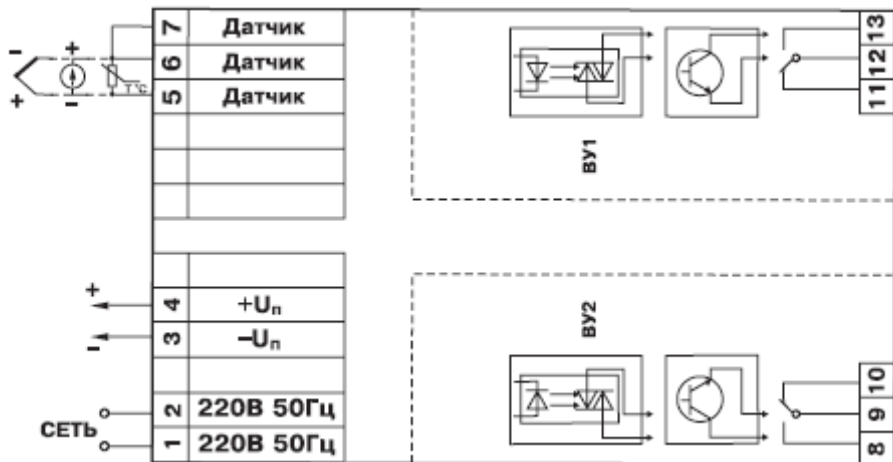 7 Датчик
6 Датчик
5 Датчик
- +
+ -
T°C
4 +Uп
3 –Uп
+
-
СЕТЬ
2 220В 50Гц
1 220В 50Гц
ВУ1
13
12
11
ВУ2
10
9
8